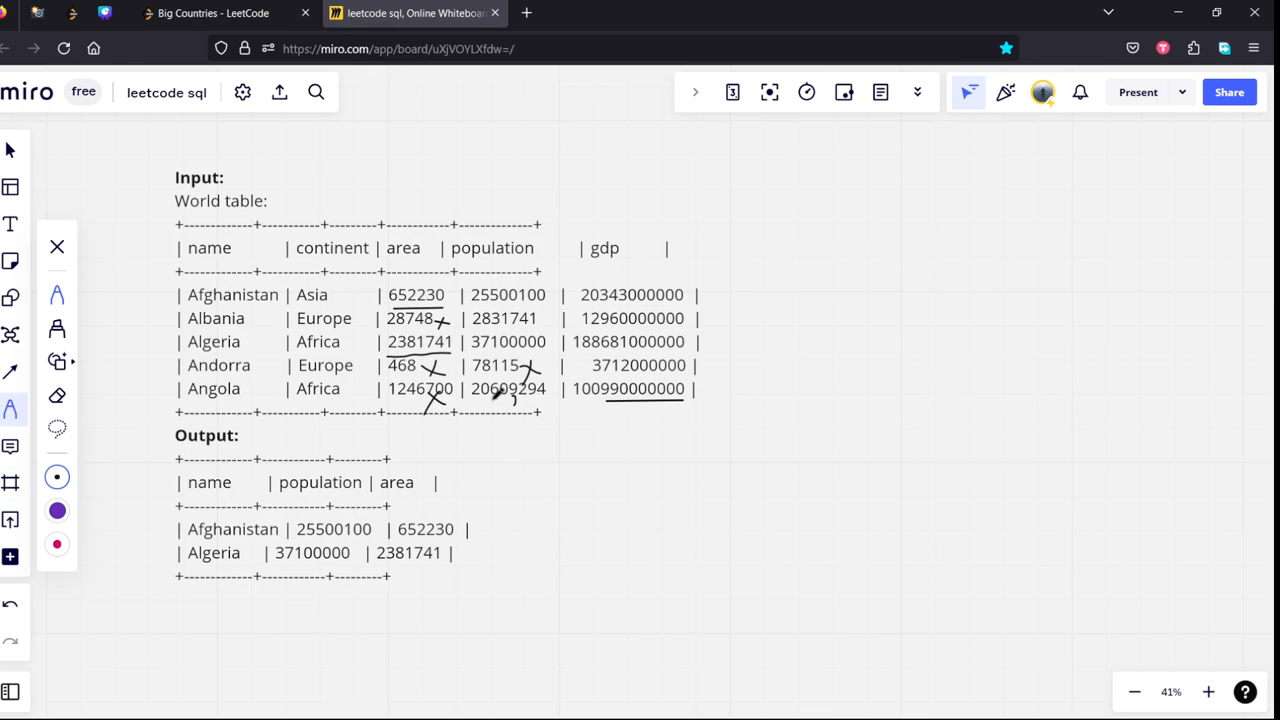 Big Countries - LeetCode
leetcode sql, Online Whiteboard
https://miro.com/app/board/uXjVOYLXfdw=/
miro free leetcode sql Present Share
Input:
World table:
+-------------+-----------+---------+------------+--------------+
| name | continent | area | population | gdp |
+-------------+-----------+---------+------------+--------------+
| Afghanistan | Asia | 652230 | 25500100 | 20343000000 |
| Albania | Europe | 28748 | 2831741 | 12960000000 |
| Algeria | Africa | 2381741 | 37100000 | 188681000000 |
| Andorra | Europe | 468 | 78115 | 3712000000 |
| Angola | Africa | 1246700 | 20609294 | 100990000000 |
+-------------+-----------+---------+------------+--------------+
Output:
+-------------+------------+---------+
| name | population | area |
+-------------+------------+---------+
| Afghanistan | 25500100 | 652230 |
| Algeria | 37100000 | 2381741 |
+-------------+------------+---------+
41%